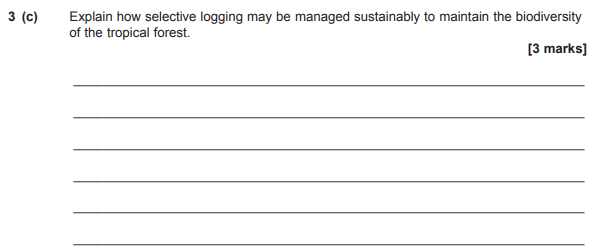 3 (c) Explain how selective logging may be managed sustainably to maintain the biodiversity
of the tropical forest.
[3 marks]